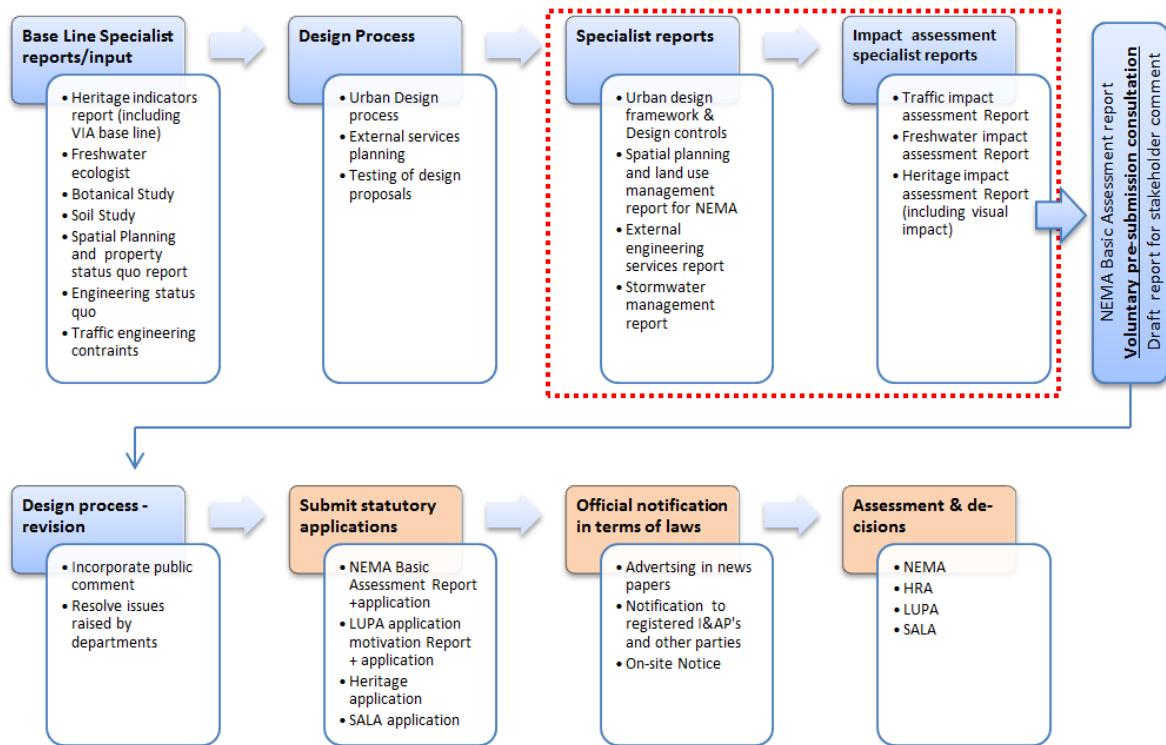 Base Line Specialist
reports/input
• Heritage indicators
report (including
VIA base line)
• Freshwater
ecologist
• Botanical Study
• Soil Study
• Spatial Planning
and property
status quo report
• Engineering status
quo
• Traffic engineering
contraints
Design Process
• Urban Design
process
• External services
planning
• Testing of design
proposals
Specialist reports
• Urban design
framework &
Design controls
• Spatial planning
and land use
management
report for NEMA
• External
engineering
services report
• Stormwater
management
report
Impact assessment
specialist reports
• Traffic impact
assessment Report
• Freshwater impact
assessment Report
• Heritage impact
assessment Report
(including visual
impact)
NEMA Basic Assessment report
Voluntary pre-submission consultation
Draft report for stakeholder comment
Design process -
revision
• Incorporate public
comment
• Resolve issues
raised by
departments
Submit statutory
applications
• NEMA Basic
Assessment Report
+application
• LUPA application
motivation Report
+ application
• Heritage
application
• SALA application
Official notification
in terms of laws
• Advertsing in news
papers
• Notification to
registered I&AP's
and other parties
• On-site Notice
Assessment & de-
cisions
• NEMA
• HRA
• LUPA
• SALA